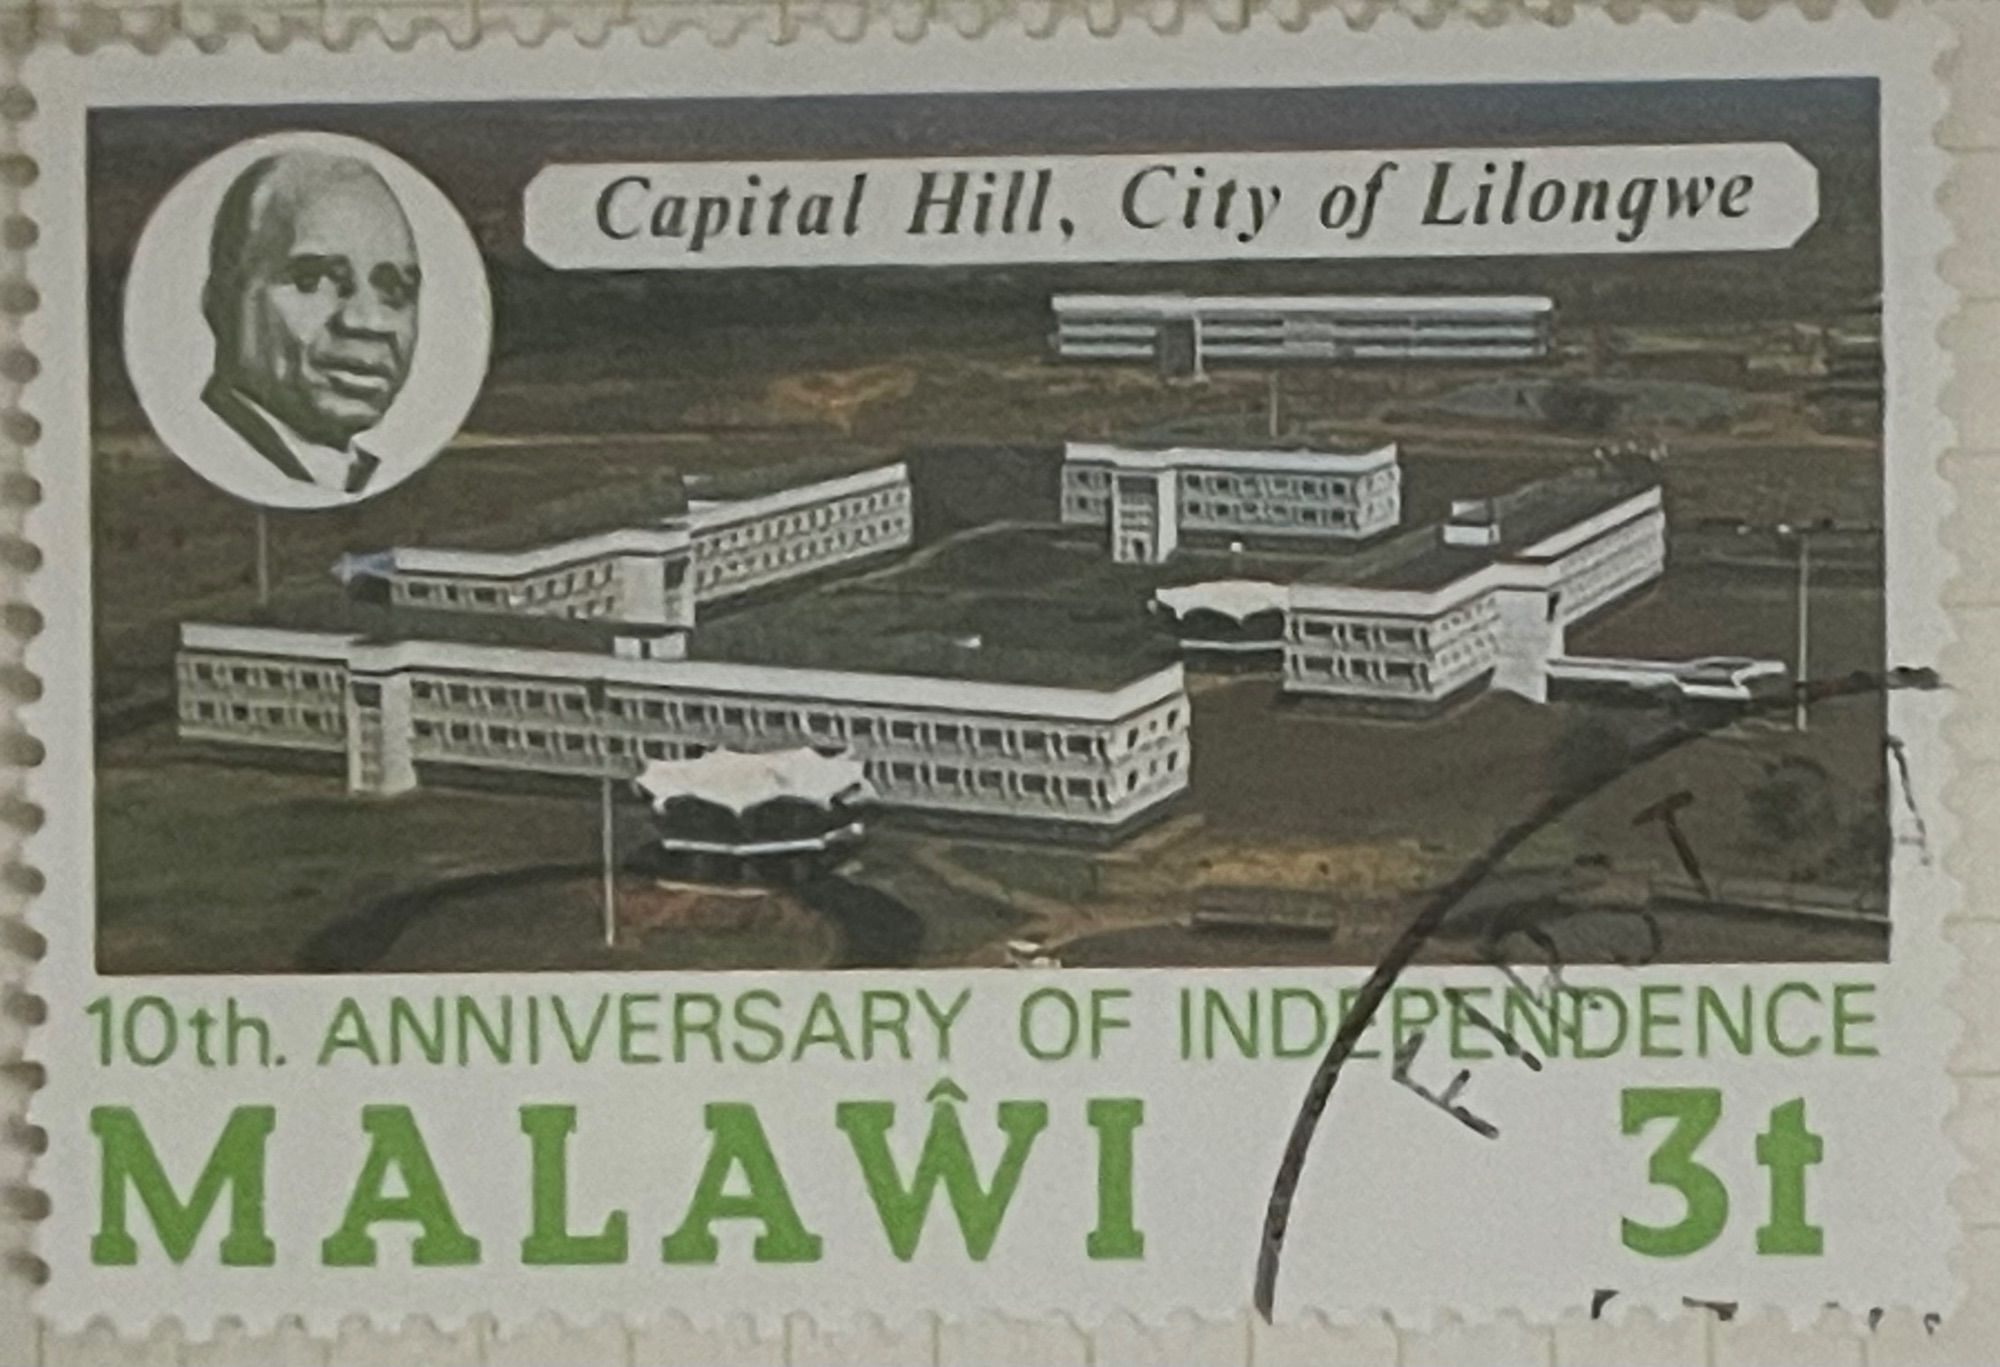 Capital Hill, City of Lilongwe
10th. ANNIVERSARY OF INDEPENDENCE
MALAŴI
3t